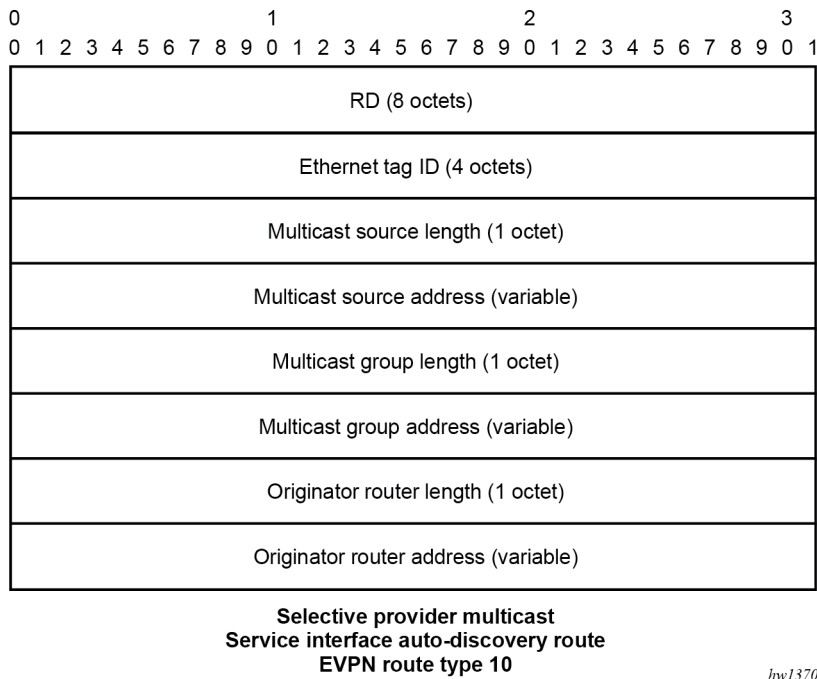 0 1 2 3
0 1 2 3 4 5 6 7 8 9 0 1 2 3 4 5 6 7 8 9 0 1 2 3 4 5 6 7 8 9 0 1
RD (8 octets)
Ethernet tag ID (4 octets)
Multicast source length (1 octet)
Multicast source address (variable)
Multicast group length (1 octet)
Multicast group address (variable)
Originator router length (1 octet)
Originator router address (variable)
Selective provider multicast
Service interface auto-discovery route
EVPN route type 10
hw1370